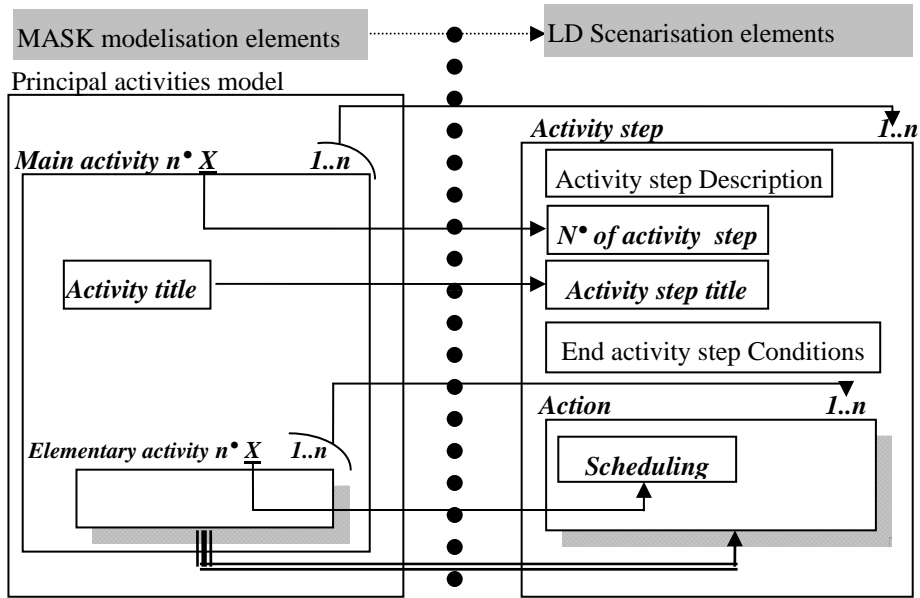 MASK modelisation elements
LD Scenarisation elements
Principal activities model
Main activity n• X 1..n
Activity title
Elementary activity n• X 1..n
Activity step 1..n
Activity step Description
N• of activity step
Activity step title
End activity step Conditions
Action 1..n
Scheduling